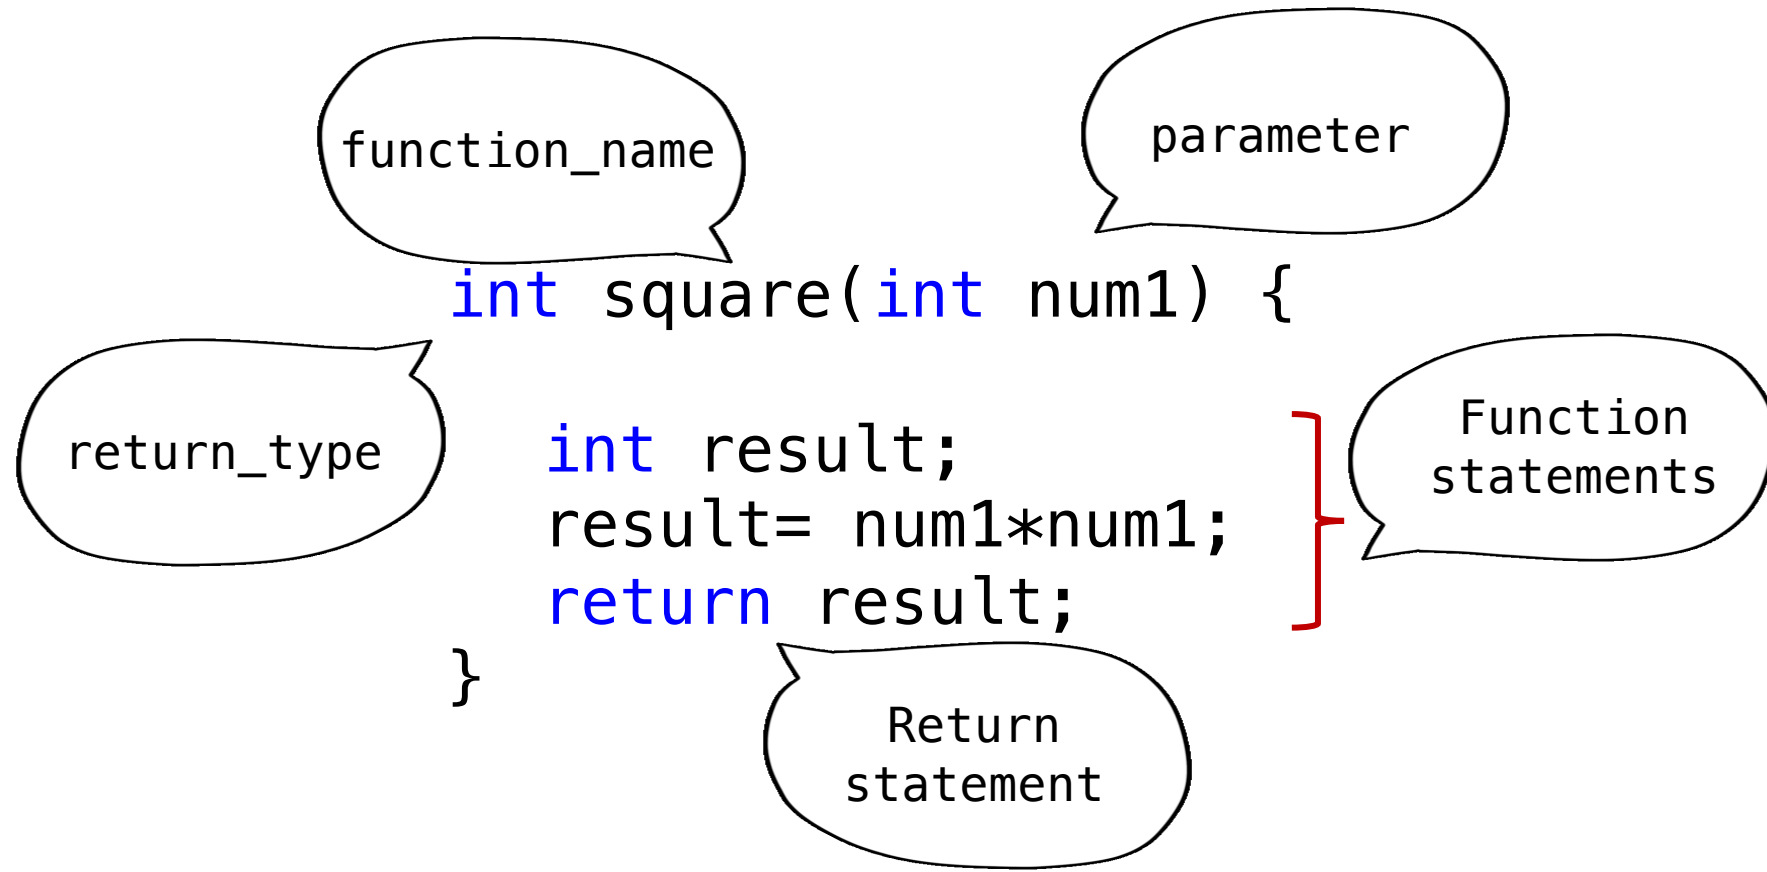 function_name
parameter
int square(int num1) {
return_type
int result;
result= num1*num1;
return result;
}
Function
statements
Return
statement